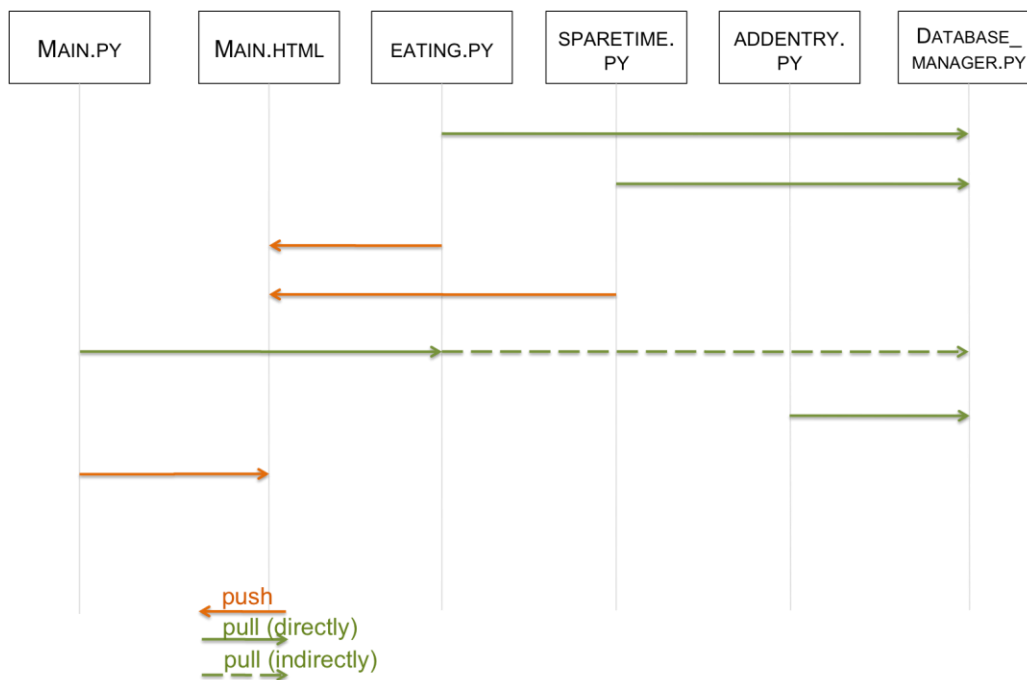 MAIN.PY
MAIN.HTML
EATING.PY
SPARETIME.
PY
ADDENTRY.
PY
DATABASE_
MANAGER.PY
push
pull (directly)
pull (indirectly)